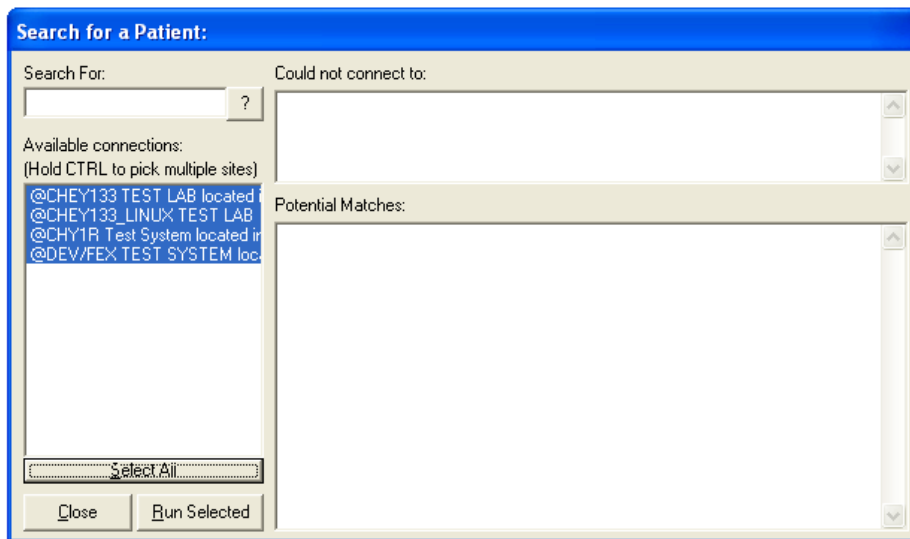 Search for a Patient:
Search For:
?
Available connections:
(Hold CTRL to pick multiple sites)
@CHEY133 TEST LAB located i
@CHEY133_LINUX TEST LAB
@CHY1R Test System located in
@DEV/FEX TEST SYSTEM loca
Select All
Close
Run Selected
Could not connect to:
Potential Matches: